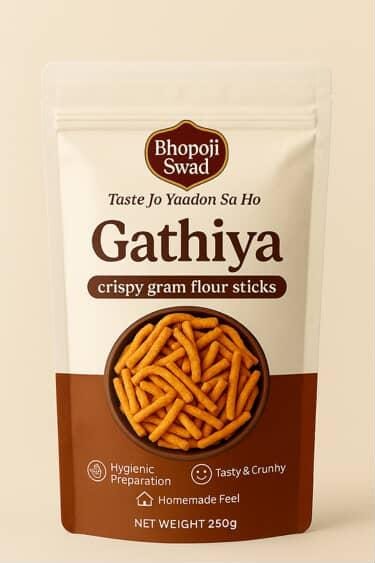 Bhopoji
Swad
Taste Jo Yaadon Sa Ho
Gathiya
crispy gram flour sticks
Hygienic
Preparation
Tasty & Crunhy
Homemade Feel
NET WEIGHT 250g